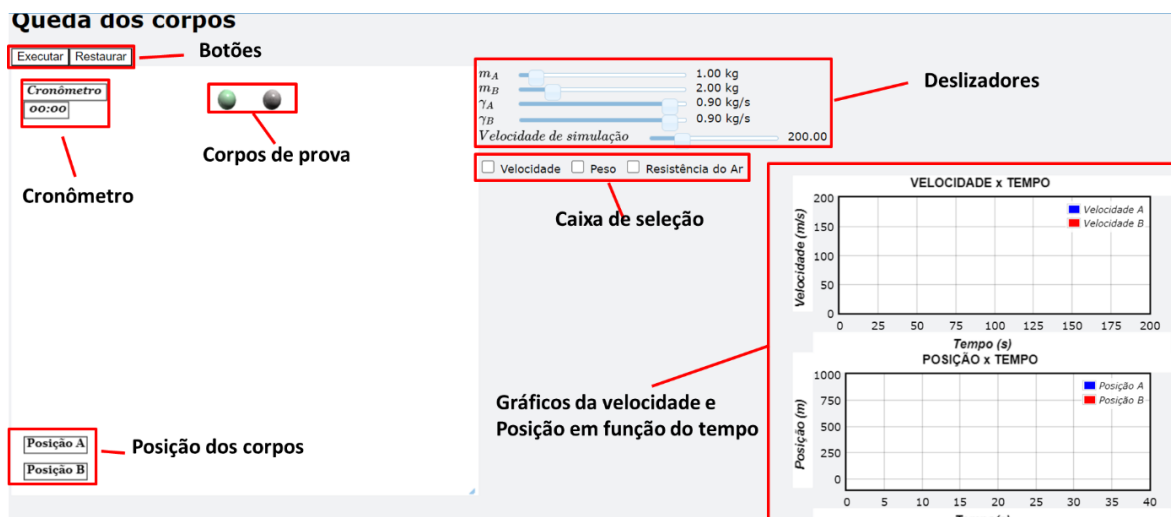 Queda dos corpos
Executar Restaurar
Botões
Cronômetro
00:00
Corpos de prova
Cronômetro
m_A 1.00 kg
m_B 2.00 kg
γ_A 0.90 kg/s
γ_B 0.90 kg/s
Velocidade de simulação 200.00
Deslizadores
Velocidade Peso Resistência do Ar
Caixa de seleção
VELOCIDADE x TEMPO
Velocidade A
Velocidade B
Velocidade (m/s)
200
150
100
50
0
0 25 50 75 100 125 150 175 200
Tempo (s)
POSIÇÃO x TEMPO
Posição A
Posição B
Posição (m)
1000
750
500
250
0
0 5 10 15 20 25 30 35 40
Gráficos da velocidade e
Posição em função do tempo
Posição A
Posição B
Posição dos corpos